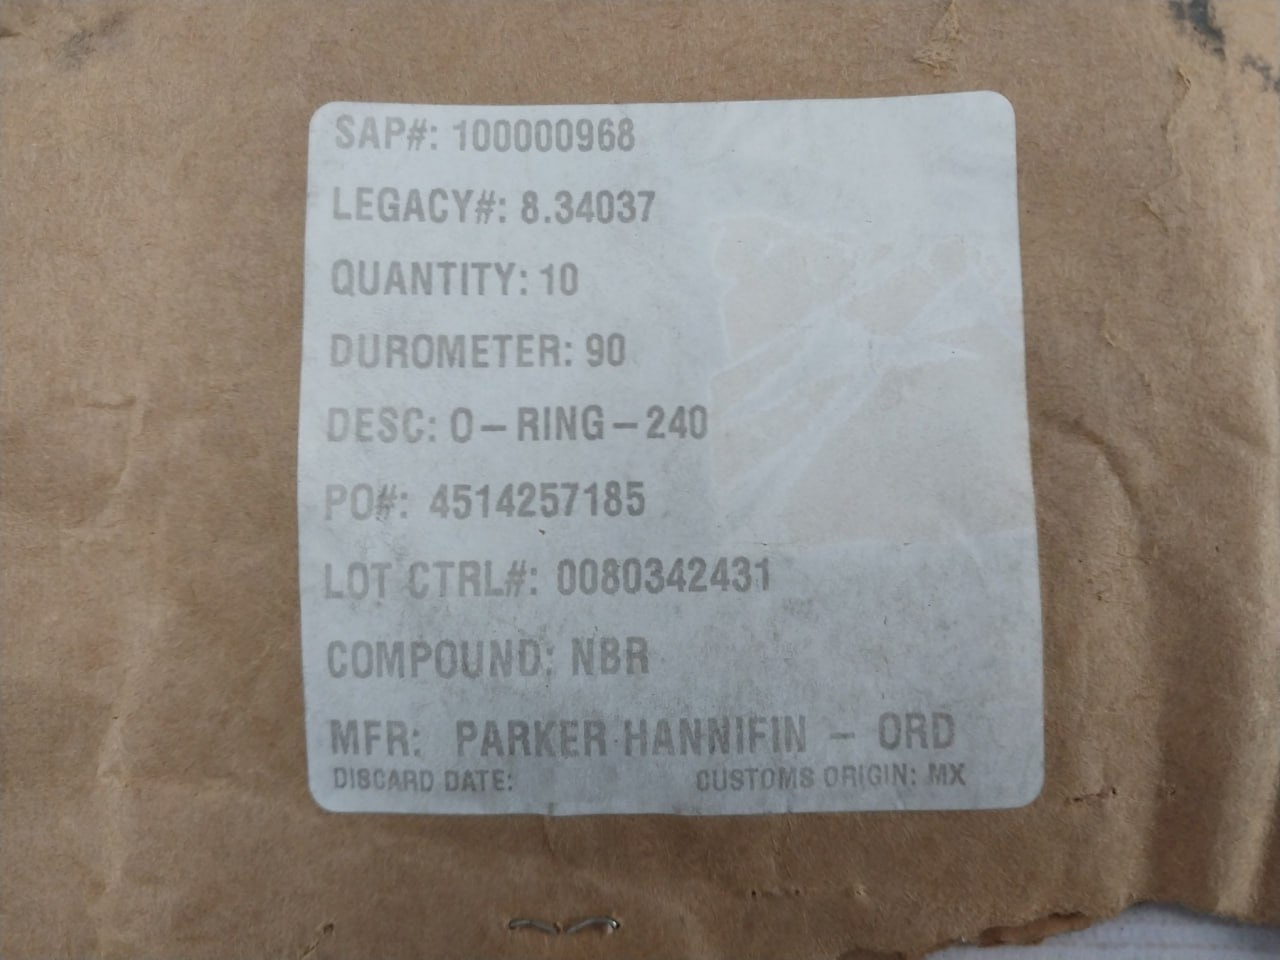 SAP#: 100000968
LEGACY#: 8.34037
QUANTITY: 10
DUROMETER: 90
DESC: O-RING-240
PO#: 4514257185
LOT CTRL#: 0080342431
COMPOUND: NBR
MFR: PARKER HANNIFIN - ORD
DISCARD DATE: CUSTOMS ORIGIN: MX